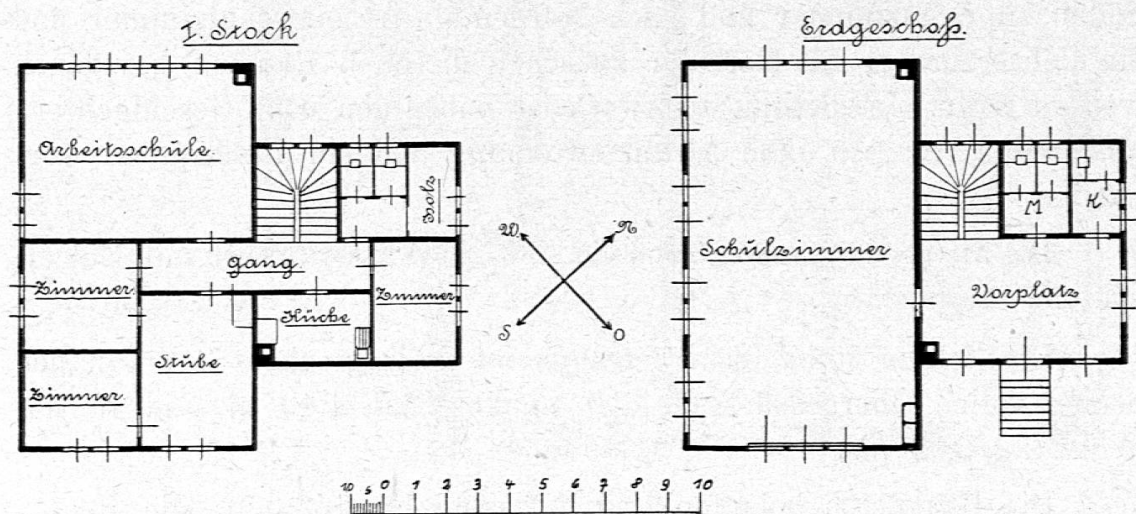 I. Stock
Arbeitsschule.
Holz
gang
Zimmer
Zimmer
Küche
Stube
Zimmer
W
N
S
O
Erdgeschoß.
M
K
Schulzimmer
Vorplatz
10 5 0 1 2 3 4 5 6 7 8 9 10